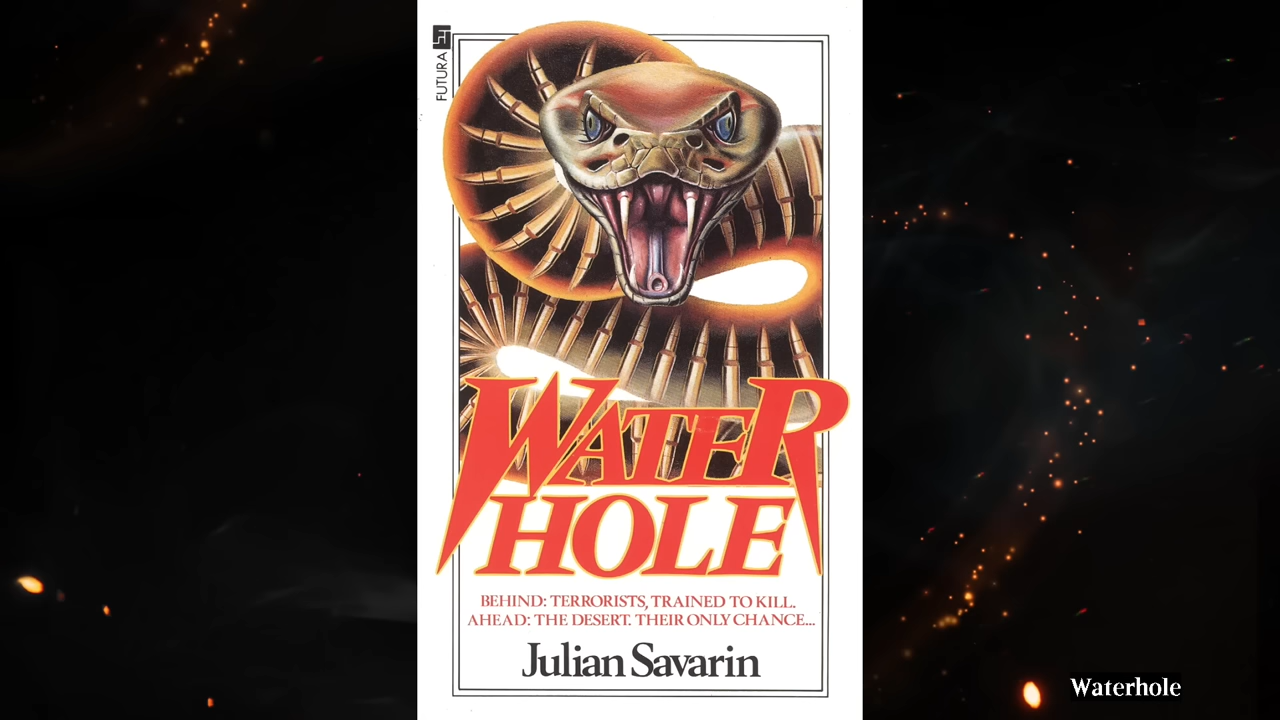 FUTURA
WATER
HOLE
BEHIND: TERRORISTS, TRAINED TO KILL.
AHEAD: THE DESERT. THEIR ONLY CHANCE...
Julian Savarin
Waterhole